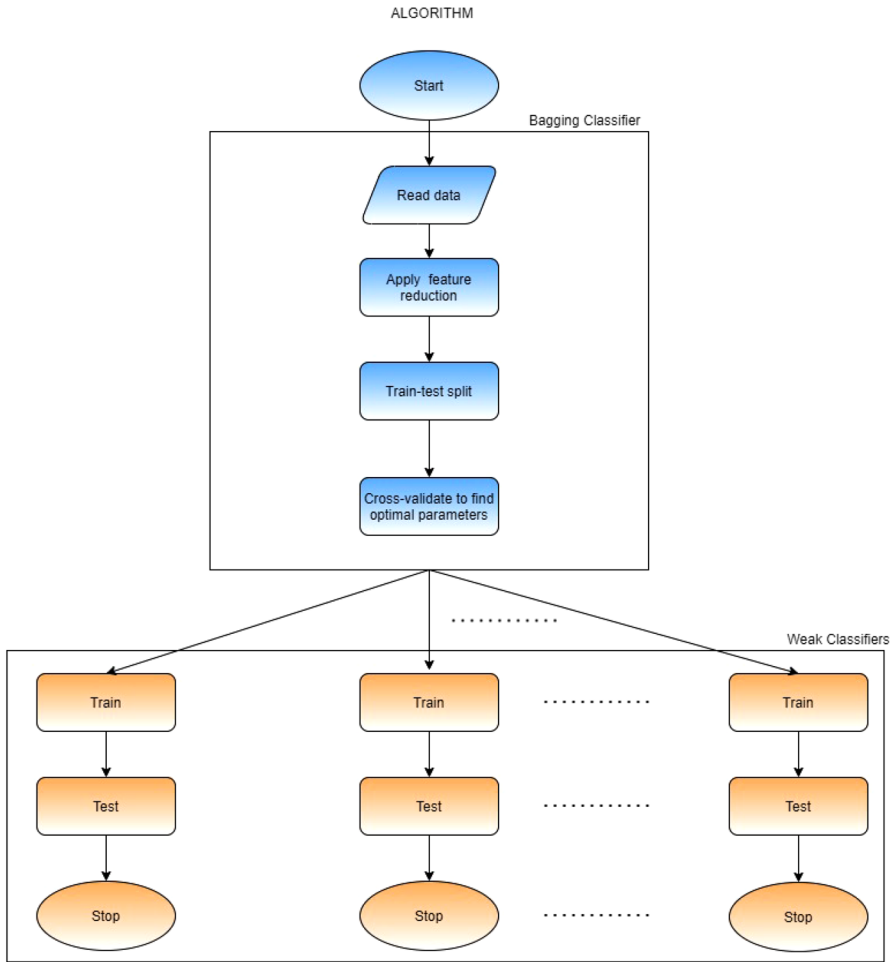 ALGORITHM
Start
Bagging Classifier
Read data
Apply feature
reduction
Train-test split
Cross-validate to find
optimal parameters
............
Weak Classifiers
Train
Train
............
Train
Test
Test
............
Test
Stop
Stop
............
Stop